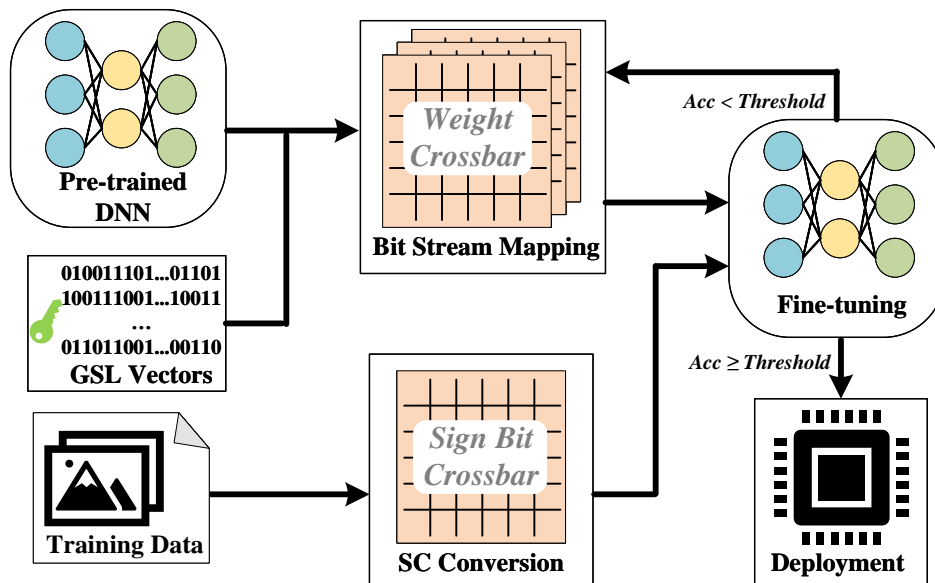 Pre-trained
DNN
010011101...01101
100111001...10011
...
011011001...00110
GSL Vectors
Training Data
Weight
Crossbar
Bit Stream Mapping
Sign Bit
Crossbar
SC Conversion
Acc < Threshold
Fine-tuning
Acc ≥ Threshold
Deployment